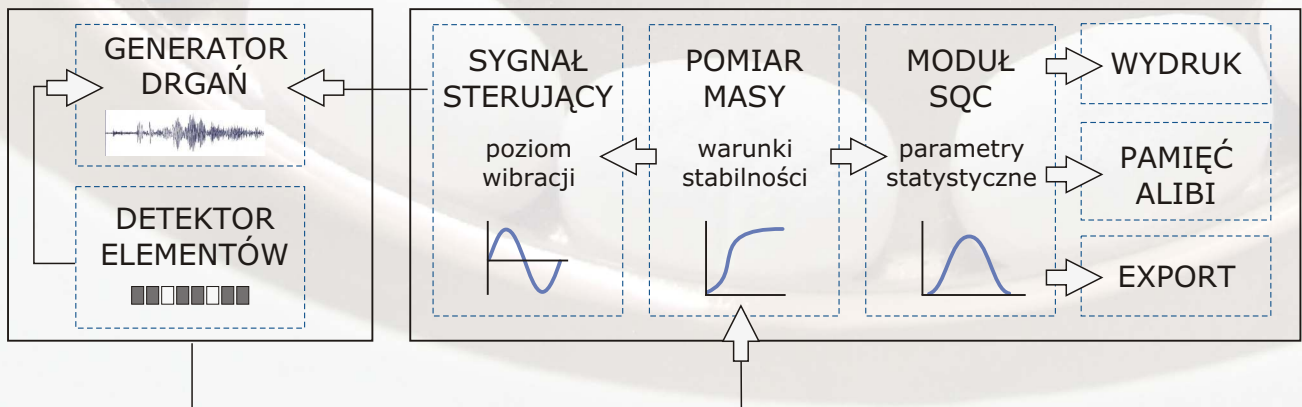 GENERATOR
DRGAŃ
DETEKTOR
ELEMENTÓW
SYGNAŁ
STERUJĄCY
poziom
wibracji
POMIAR
MASY
warunki
stabilności
MODUŁ
SQC
parametry
statystyczne
WYDRUK
PAMIĘĆ
ALIBI
EXPORT